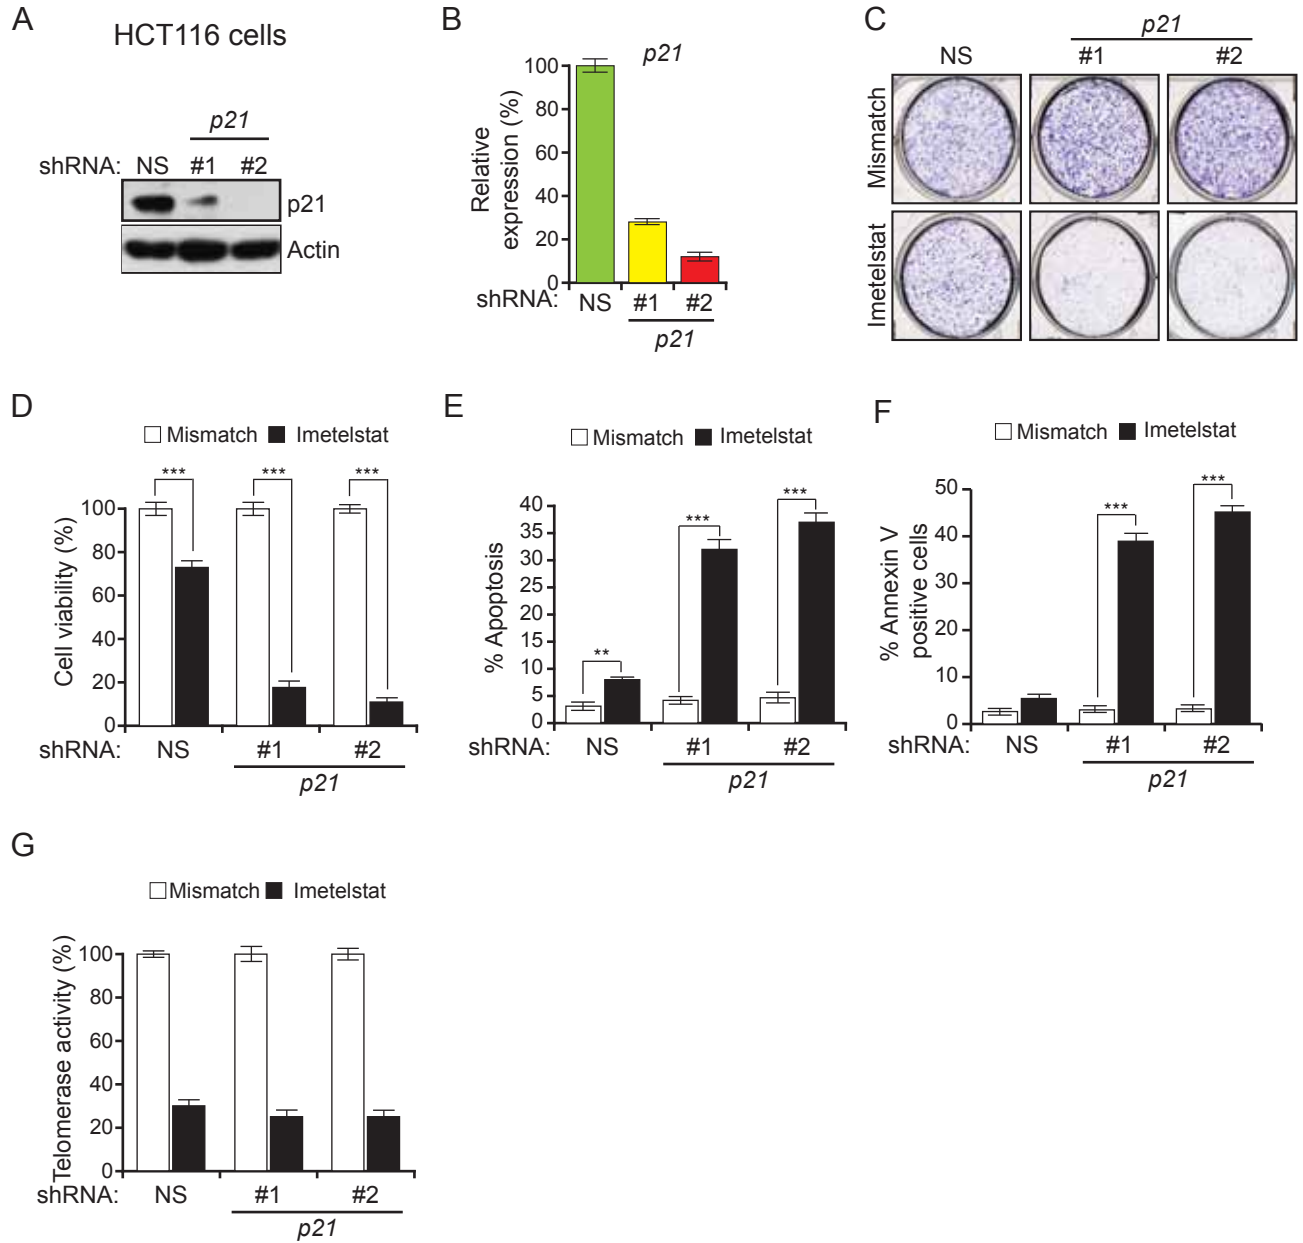 A
HCT116 cells
p21
shRNA: NS #1 #2
p21
Actin
B
p21
Relative
expression (%)
100
80
60
40
20
0
shRNA: NS #1 #2
p21
C
p21
NS #1 #2
Mismatch
Imetelstat
D
Mismatch Imetelstat
*** *** ***
Cell viability (%)
100
80
60
40
20
0
shRNA: NS #1 #2
p21
E
Mismatch Imetelstat
** *** ***
% Apoptosis
40
35
30
25
20
15
10
5
0
shRNA: NS #1 #2
p21
F
Mismatch Imetelstat
*** ***
% Annexin V
positive cells
50
40
30
20
10
0
shRNA: NS #1 #2
p21
G
Mismatch Imetelstat
Telomerase activity (%)
100
80
60
40
20
0
shRNA: NS #1 #2
p21